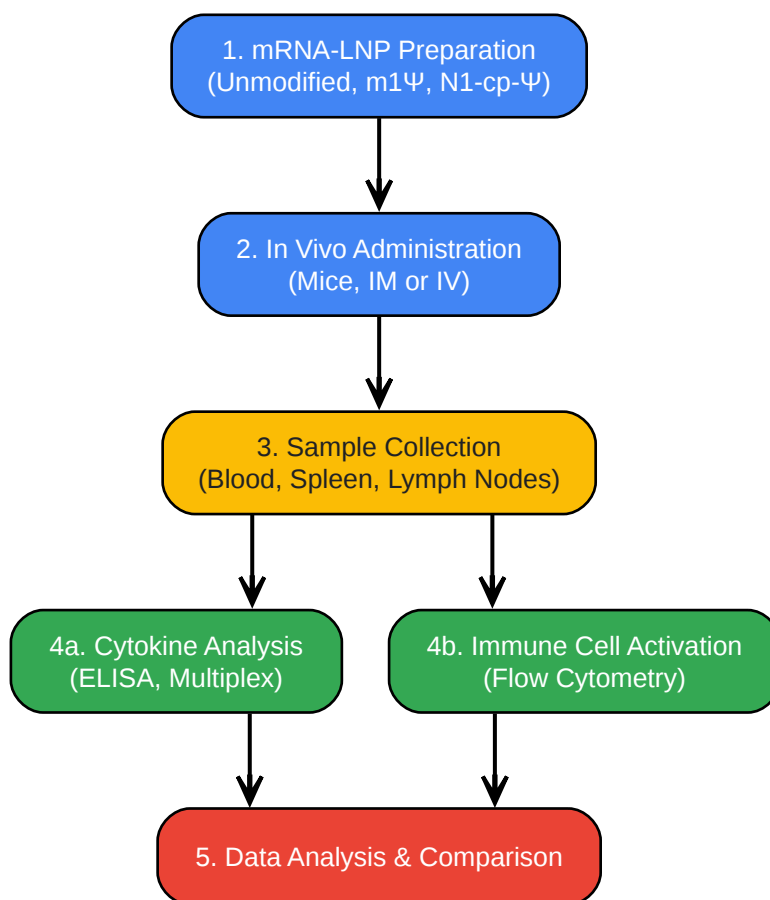 1. mRNA-LNP Preparation
(Unmodified, m1Ψ, N1-cp-Ψ)
2. In Vivo Administration
(Mice, IM or IV)
3. Sample Collection
(Blood, Spleen, Lymph Nodes)
4a. Cytokine Analysis
(ELISA, Multiplex)
4b. Immune Cell Activation
(Flow Cytometry)
5. Data Analysis & Comparison